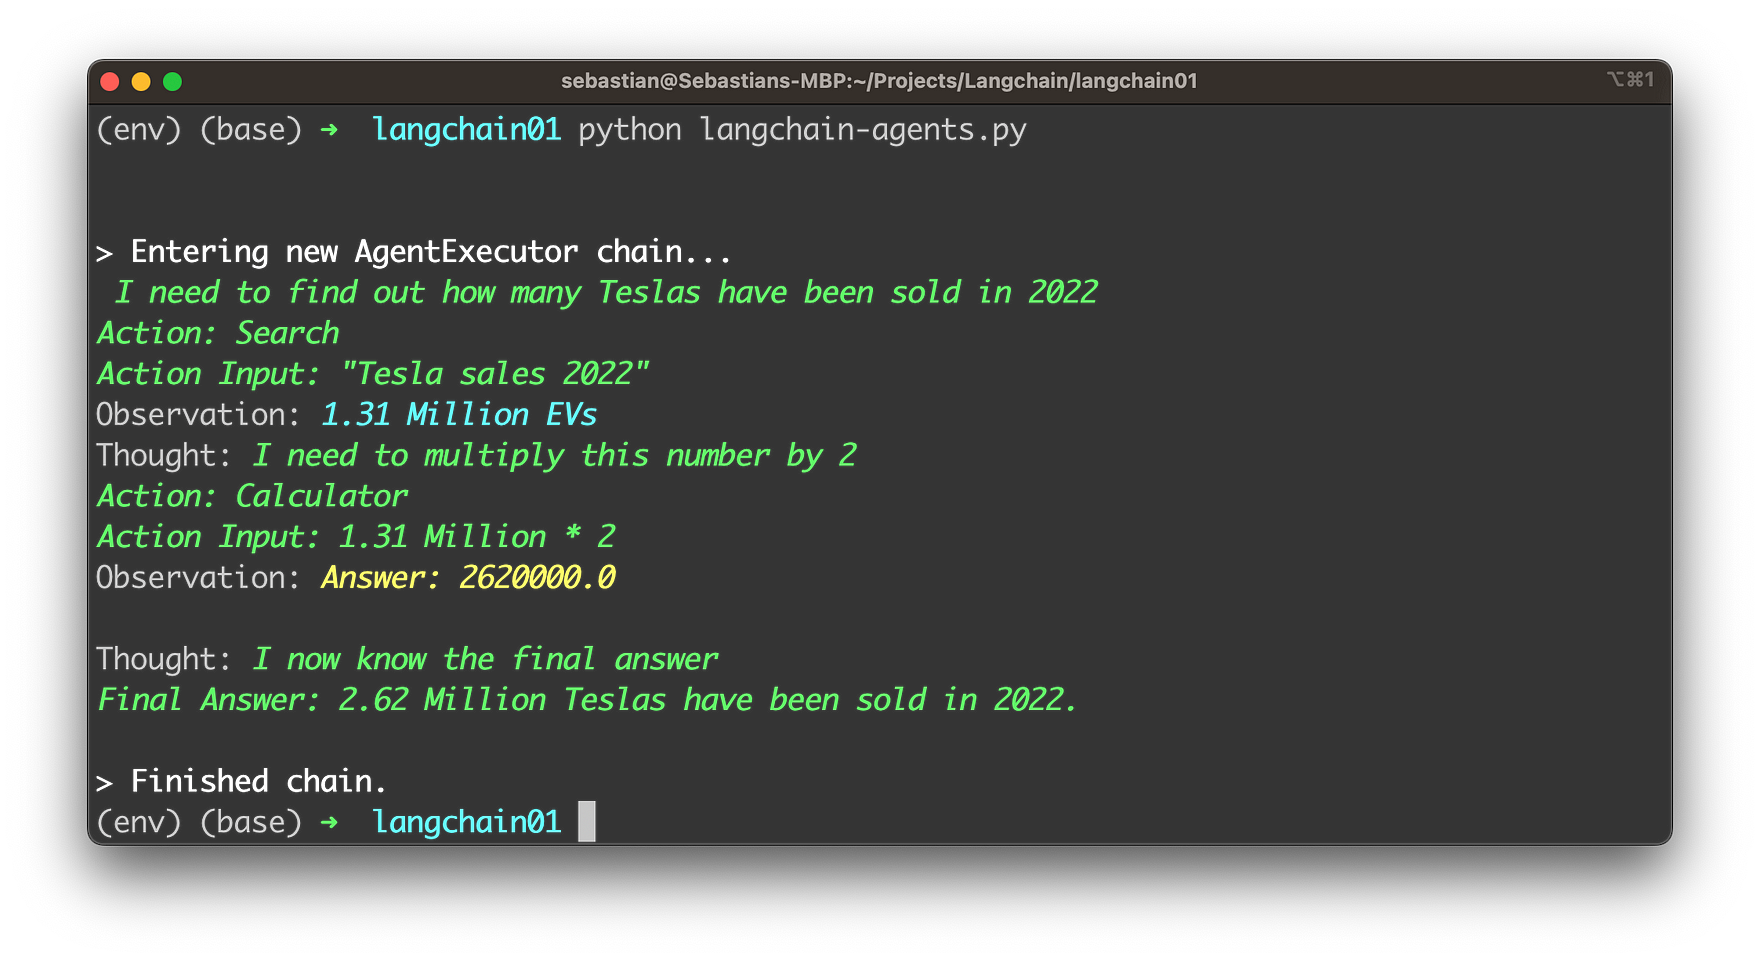 sebastian@Sebastians-MBP:~/Projects/Langchain/langchain01
⌥⌘1
(env) (base) ➜  langchain01 python langchain-agents.py
> Entering new AgentExecutor chain...
I need to find out how many Teslas have been sold in 2022
Action: Search
Action Input: "Tesla sales 2022"
Observation: 1.31 Million EVs
Thought: I need to multiply this number by 2
Action: Calculator
Action Input: 1.31 Million * 2
Observation: Answer: 2620000.0
Thought: I now know the final answer
Final Answer: 2.62 Million Teslas have been sold in 2022.
> Finished chain.
(env) (base) ➜  langchain01